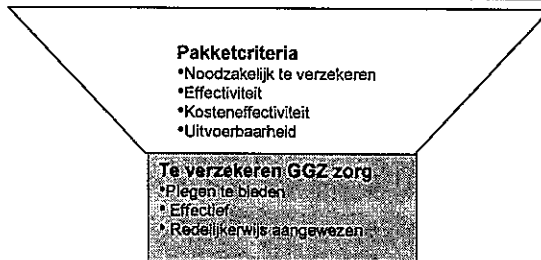 Pakketcriteria
•Noodzakelijk te verzekeren
•Effectiviteit
•Kosteneffectiviteit
•Uitvoerbaarheid
Te verzekeren GGZ zorg
•Plegen te bieden
• Effectief
• Redelijkerwijs aangewezen